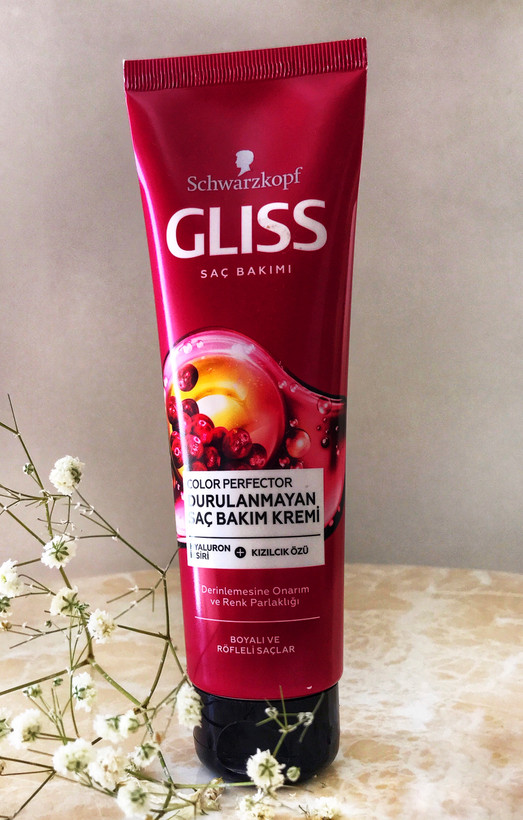 Schwarzkopf
GLISS
SAÇ BAKIMI
COLOR PERFECTOR
DURULANMAYAN
SAÇ BAKIM KREMİ
HYALURON + KIZILCIK ÖZÜ
Derinlemesine Onarım
ve Renk Parlaklığı
BOYALI VE
RÖFLELİ SAÇLAR